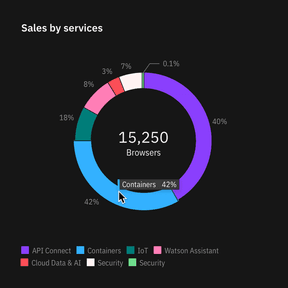 Sales by services
0.1%
7%
3%
8%
40%
18%
15,250
Browsers
Containers 42%
42%
API Connect Containers IoT Watson Assistant
Cloud Data & AI Security Security